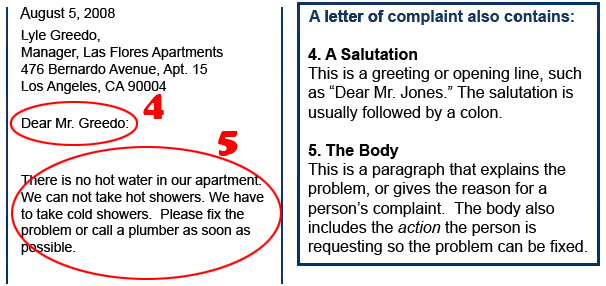 August 5, 2008
Lyle Greedo,
Manager, Las Flores Apartments
476 Bernardo Avenue, Apt. 15
Los Angeles, CA 90004
4
Dear Mr. Greedo:
5
There is no hot water in our apartment.
We can not take hot showers. We have
to take cold showers.  Please fix the
problem or call a plumber as soon as
possible.
A letter of complaint also contains:
4. A Salutation
This is a greeting or opening line, such
as “Dear Mr. Jones.” The salutation is
usually followed by a colon.
5. The Body
This is a paragraph that explains the
problem, or gives the reason for a
person’s complaint.  The body also
includes the action the person is
requesting so the problem can be fixed.